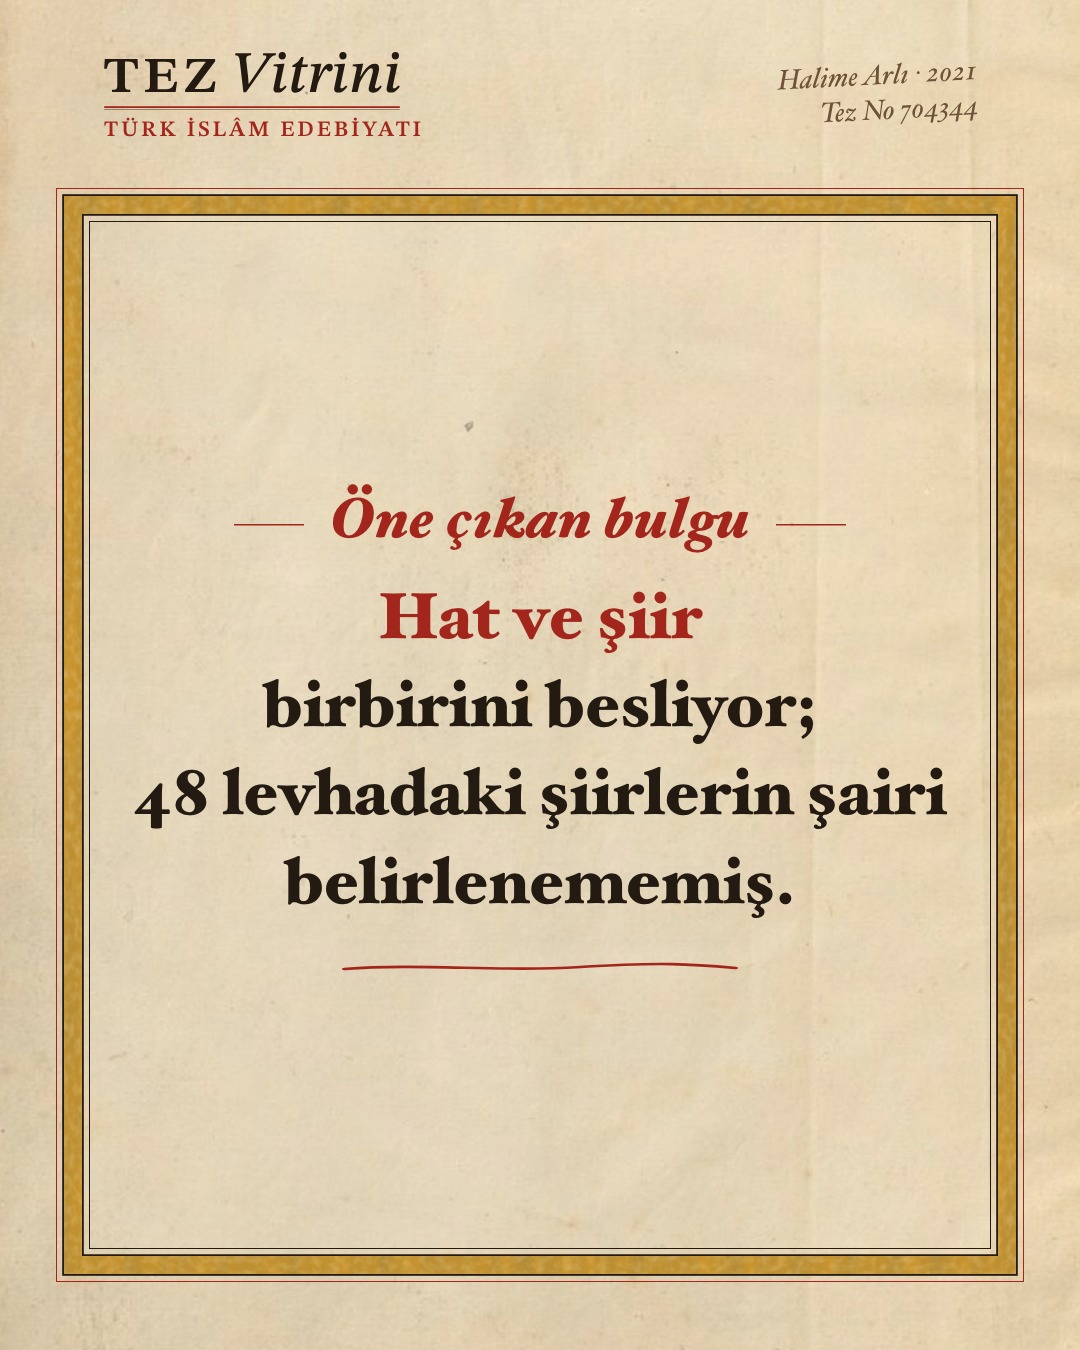 TEZ Vitrini
TÜRK İSLÂM EDEBİYATI
Halime Arlı · 2021
Tez No 704344
Öne çıkan bulgu
Hat ve şiir
birbirini besliyor;
48 levhadaki şiirlerin şairi
belirlenememiş.